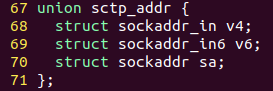 67 union sctp_addr {
68   struct sockaddr_in v4;
69   struct sockaddr_in6 v6;
70   struct sockaddr sa;
71 };